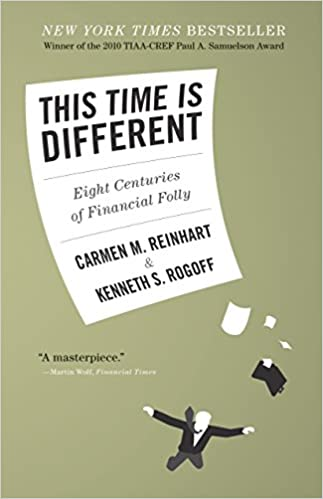 NEW YORK TIMES BESTSELLER
Winner of the 2010 TIAA-CREF Paul A. Samuelson Award
THIS TIME IS
DIFFERENT
Eight Centuries
of Financial Folly
CARMEN M. REINHART
&
KENNETH S. ROGOFF
“A masterpiece.”
—Martin Wolf, Financial Times